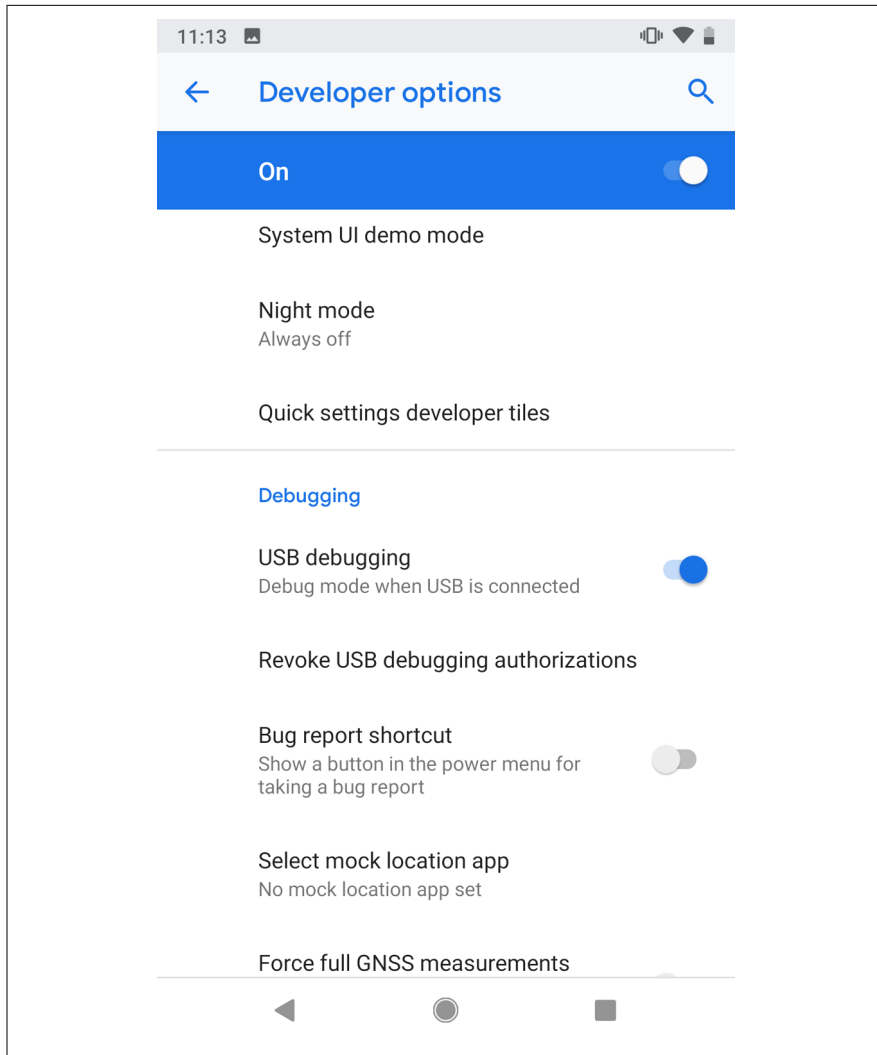 11:13
Developer options
On
System UI demo mode
Night mode
Always off
Quick settings developer tiles
Debugging
USB debugging
Debug mode when USB is connected
Revoke USB debugging authorizations
Bug report shortcut
Show a button in the power menu for
taking a bug report
Select mock location app
No mock location app set
Force full GNSS measurements